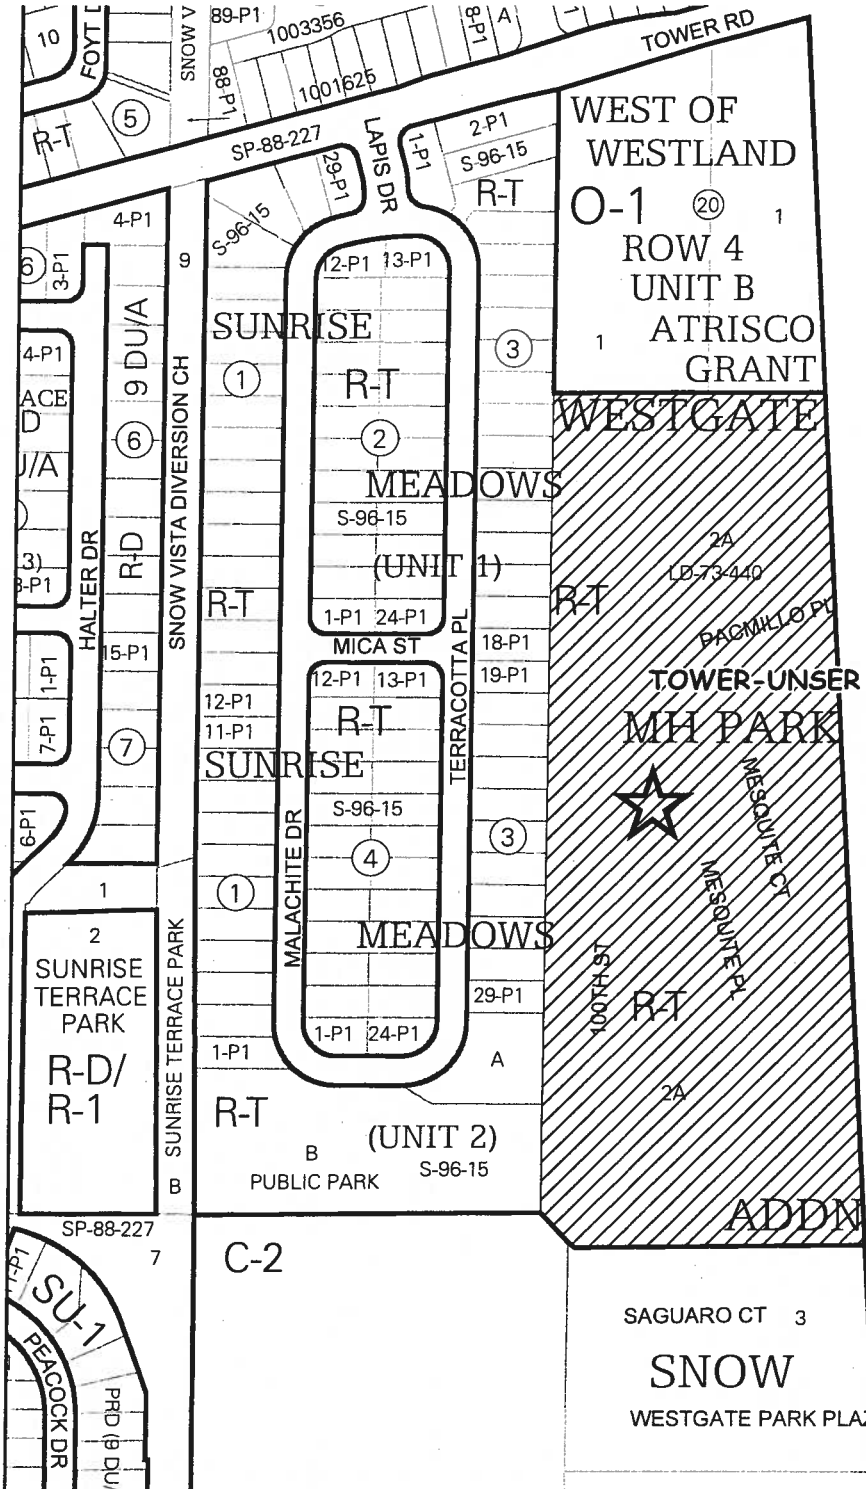 89-P1
1003356
8-P1
A
TOWER RD
10
SNOW V
88-P1
1001625
5
R-T
SP-88-227
29-P1
LAPIS DR
1-P1
2-P1
S-96-15
R-T
WEST OF
WESTLAND
O-1
20
1
ROW 4
UNIT B
1
ATRISCO
GRANT
4-P1
S-96-15
9
6
3-P1
12-P1
13-P1
9 DU/A
SUNRISE
1
R-T
3
4-P1
ACE
D
6
2
WESTGATE
SNOW VISTA DIVERSION CH
MEADOWS
S-96-15
2A
LD-73-440
R-D
(UNIT 1)
3)
R-T
R-T
PACMILLO PL
HALTER DR
1-P1
24-P1
MICA ST
TERRACOTTA PL
18-P1
15-P1
1-P1
12-P1
13-P1
19-P1
TOWER-UNSER
12-P1
11-P1
R-T
MH PARK
7-P1
7
SUNRISE
S-96-15
MESQUITE CT
6-P1
MALACHITE DR
4
3
1
1
MESQUITE PL
2
SUNRISE
TERRACE
PARK
MEADOWS
SUNRISE TERRACE PARK
100TH ST
29-P1
R-T
R-D/
R-1
1-P1
1-P1
24-P1
A
2A
R-T
B
(UNIT 2)
PUBLIC PARK
S-96-15
B
ADDN
SP-88-227
7
C-2
SU-1
SAGUARO CT
3
PEACOCK DR
SNOW
PRD (9 DU/
WESTGATE PARK PLAZ